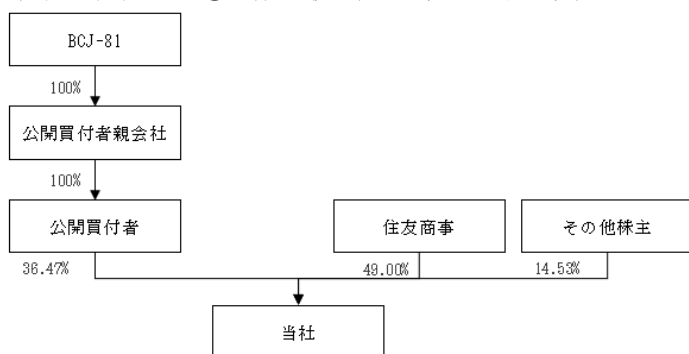 BCJ-81
100%
公開買付者親会社
100%
公開買付者
住友商事
その他株主
36.47%
49.00%
14.53%
当社